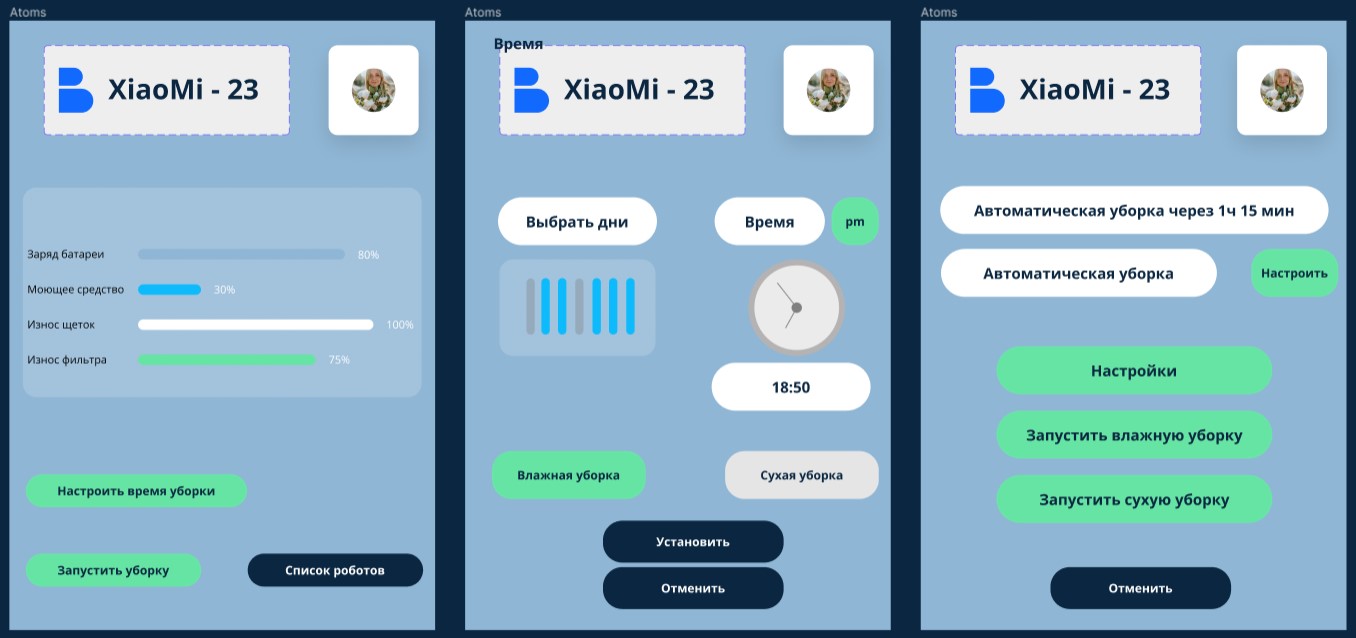 Atoms
XiaoMi - 23
Заряд батареи 80%
Моющее средство 30%
Износ щеток 100%
Износ фильтра 75%
Настроить время уборки
Запустить уборку Список роботов
Atoms
Время
XiaoMi - 23
Выбрать дни Время pm
18:50
Влажная уборка Сухая уборка
Установить
Отменить
Atoms
XiaoMi - 23
Автоматическая уборка через 1ч 15 мин
Автоматическая уборка Настроить
Настройки
Запустить влажную уборку
Запустить сухую уборку
Отменить